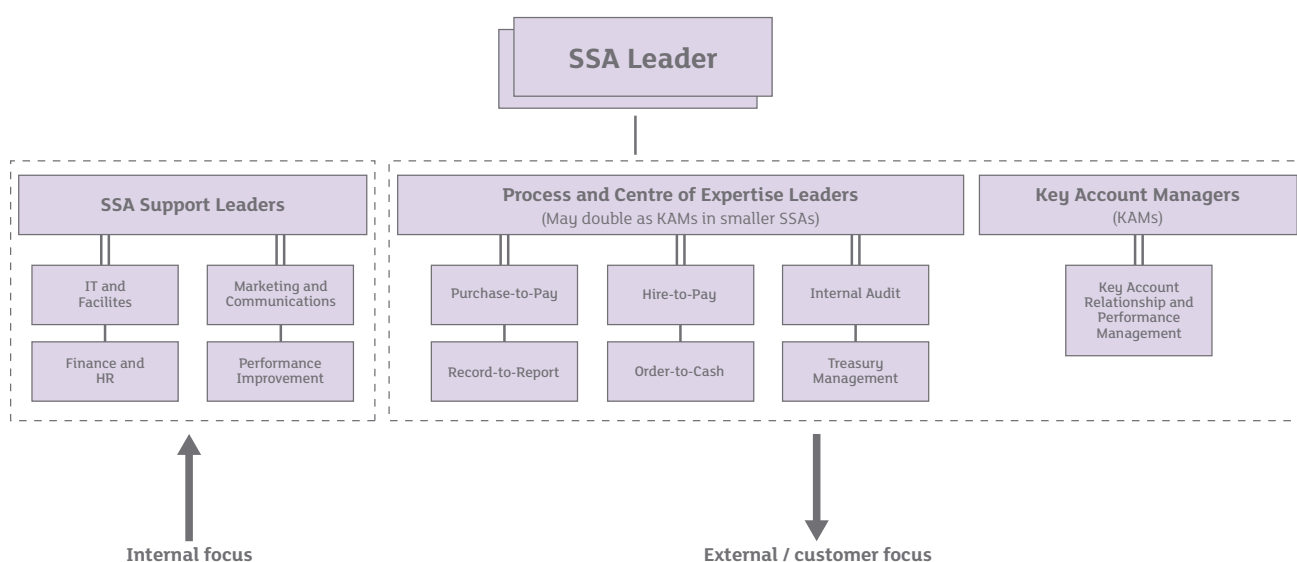 SSA Leader
SSA Support Leaders
Process and Centre of Expertise Leaders
(May double as KAMs in smaller SSAs)
Key Account Managers
(KAMs)
IT and
Facilites
Marketing and
Communications
Purchase-to-Pay
Hire-to-Pay
Internal Audit
Key Account
Relationship and
Performance
Management
Finance and
HR
Performance
Improvement
Record-to-Report
Order-to-Cash
Treasury
Management
Internal focus
External / customer focus